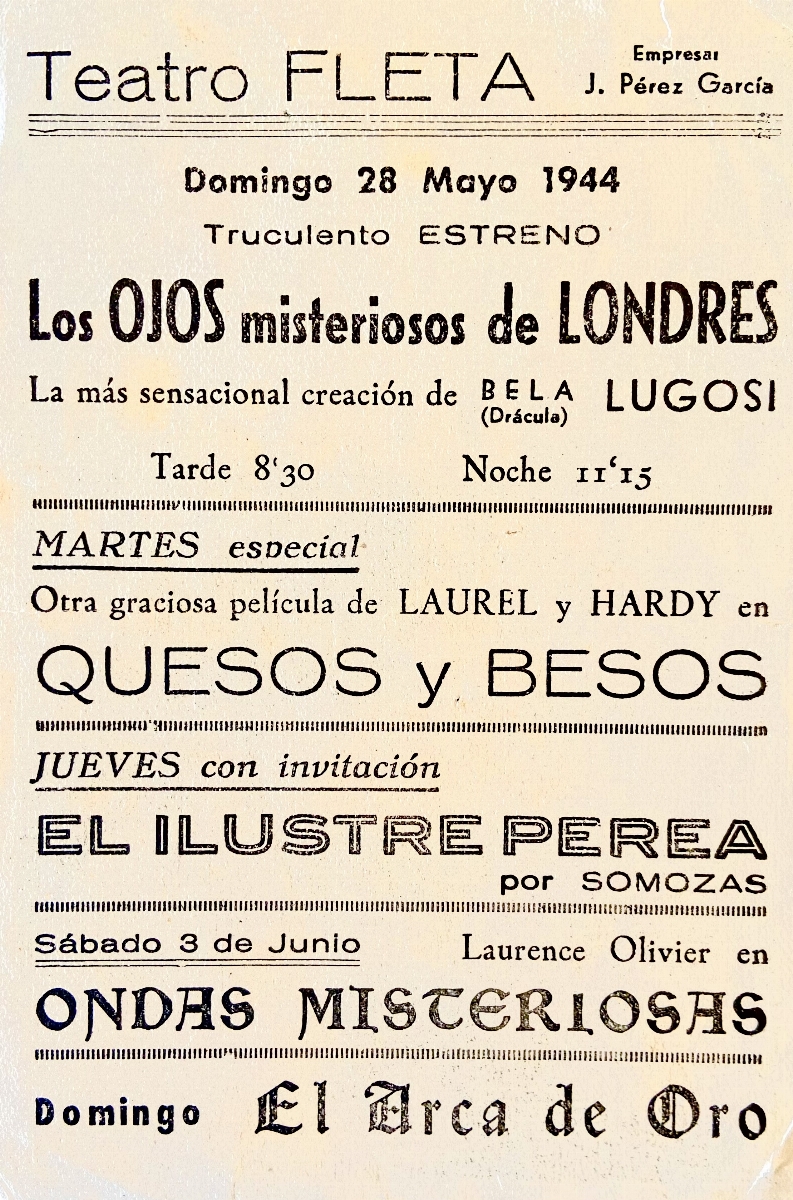 Teatro FLETA
Empresa:
J. Pérez García
Domingo 28 Mayo 1944
Truculento ESTRENO
Los OJOS misteriosos de LONDRES
La más sensacional creación de BELA LUGOSI
(Drácula)
Tarde 8'30 Noche 11'15
MARTES especial
Otra graciosa película de LAUREL y HARDY en
QUESOS y BESOS
JUEVES con invitación
EL ILUSTRE PEREA
por SOMOZAS
Sábado 3 de Junio Laurence Olivier en
ONDAS MISTERIOSAS
Domingo El Arca de Oro